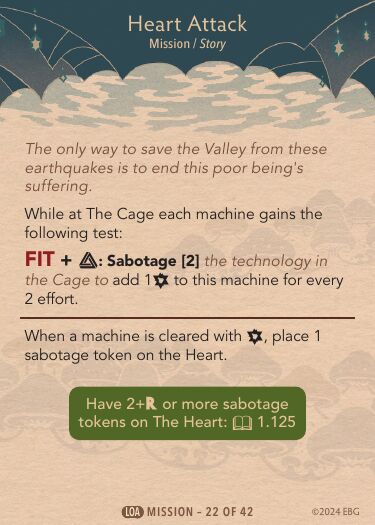 Heart Attack
Mission / Story
The only way to save the Valley from these
earthquakes is to end this poor being's
suffering.
While at The Cage each machine gains the
following test:
FIT + : Sabotage [2] the technology in
the Cage to add 1 to this machine for every
2 effort.
When a machine is cleared with , place 1
sabotage token on the Heart.
Have 2+R or more sabotage
tokens on The Heart: 1.125
LOA MISSION - 22 OF 42
©2024 EBG